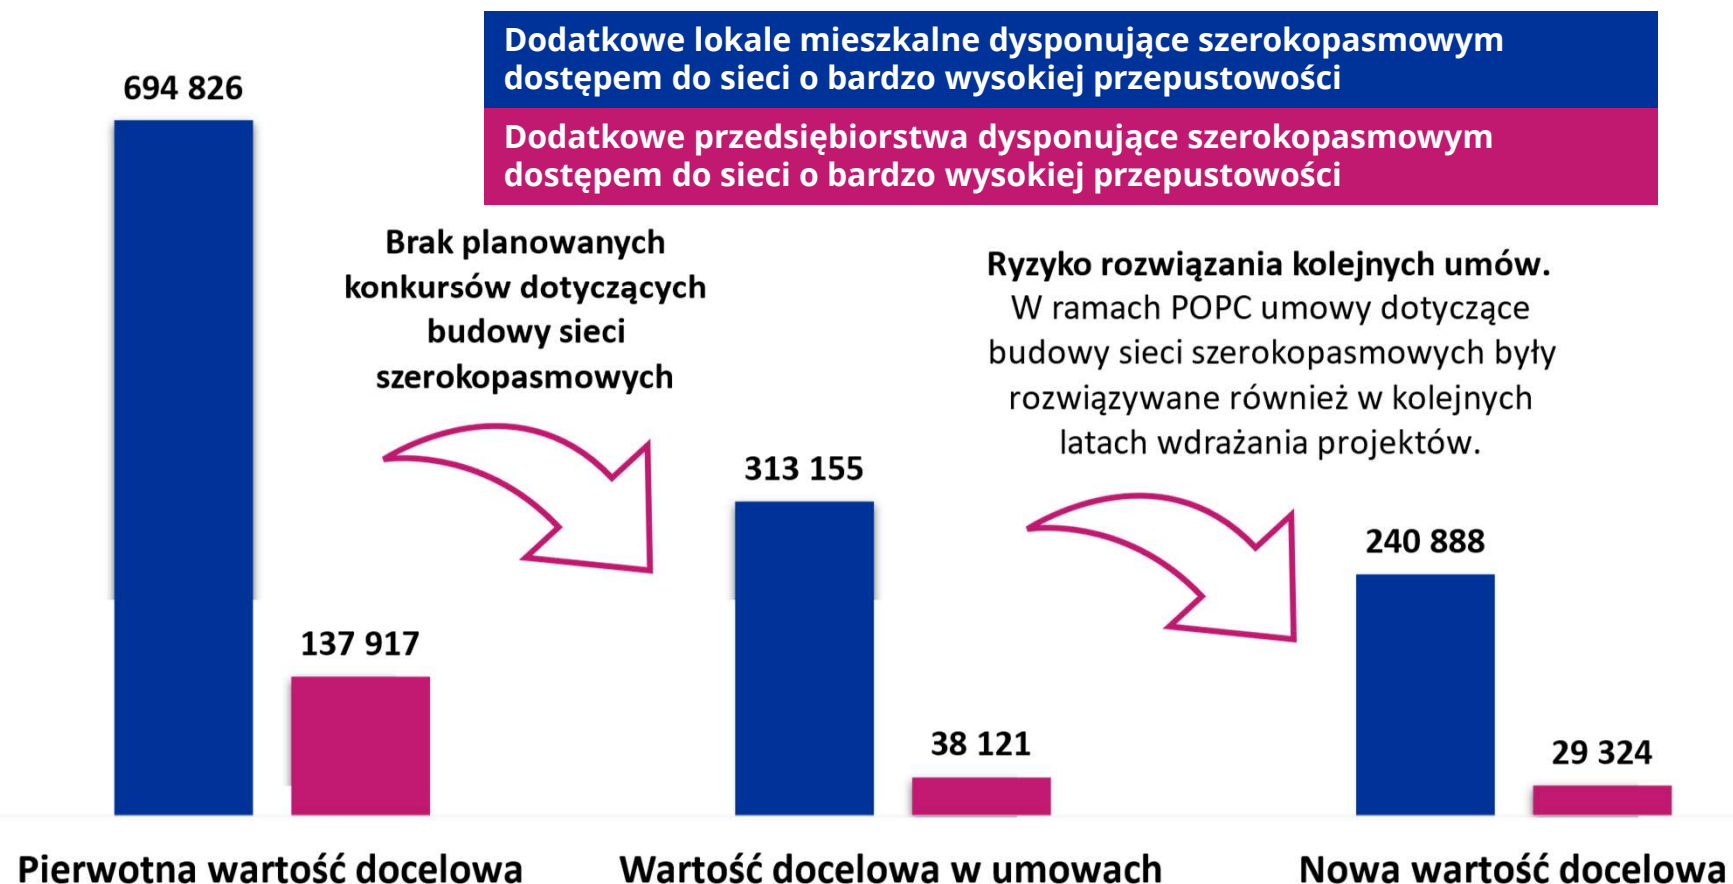 Dodatkowe lokale mieszkalne dysponujące szerokopasmowym
dostępem do sieci o bardzo wysokiej przepustowości
Dodatkowe przedsiębiorstwa dysponujące szerokopasmowym
dostępem do sieci o bardzo wysokiej przepustowości
694 826
137 917
Brak planowanych
konkursów dotyczących
budowy sieci
szerokopasmowych
313 155
38 121
Ryzyko rozwiązania kolejnych umów.
W ramach POPC umowy dotyczące
budowy sieci szerokopasmowych były
rozwiązywane również w kolejnych
latach wdrażania projektów.
240 888
29 324
Pierwotna wartość docelowa
Wartość docelowa w umowach
Nowa wartość docelowa